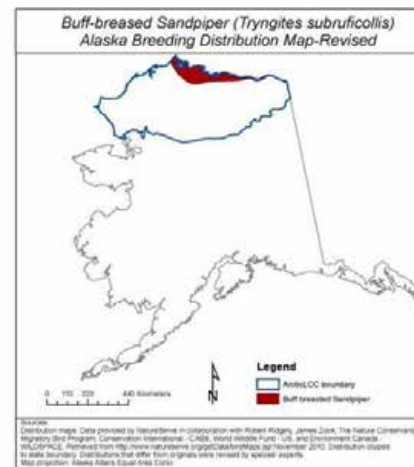 Buff-breased Sandpiper (Tryngites subruficollis)
Alaska Breeding Distribution Map-Revised
Legend
ArcticLCC boundary
Buff breasted Sandpiper
0 110 220 440 Kilometers
N
Sources:
Distribution maps: Data provided by NatureServe in collaboration with Robert Ridgely, James Zook, The Nature Conservancy
Migratory Bird Program, Conservation International - CABS, World Wildlife Fund - US, and Environment Canada -
WILDSPACE. Retrieved from http://www.natureserve.org/getData/birdMaps.jsp November 2010. Distribution
to state boundary. Distributions that differ from originals were revised by species experts.
Map projection: Alaska Albers Equal Area Conic